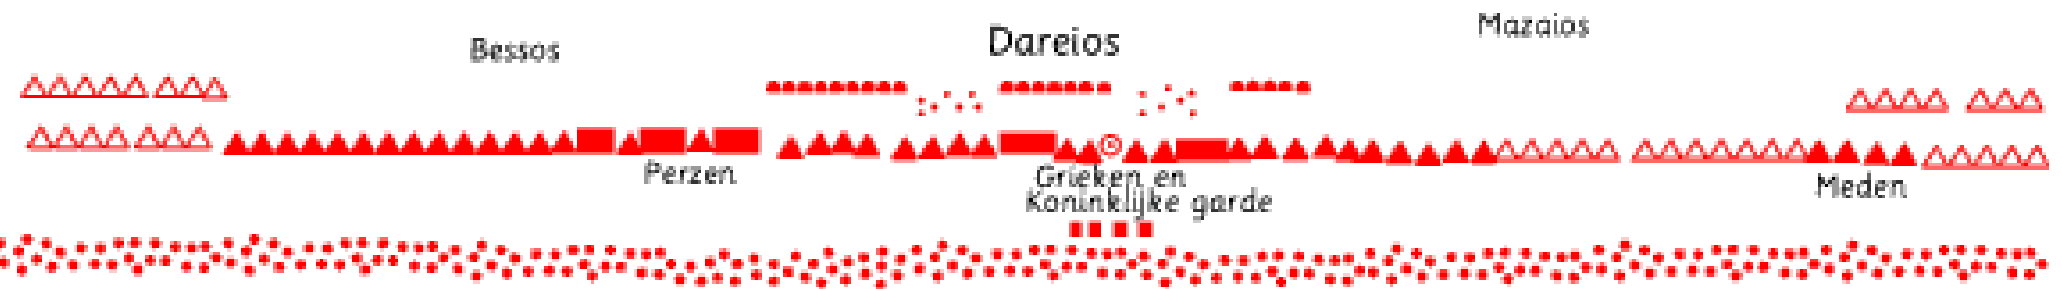 Bessos
Dareios
Mazaios
Perzen
Grieken en
Koninklijke garde
Meden